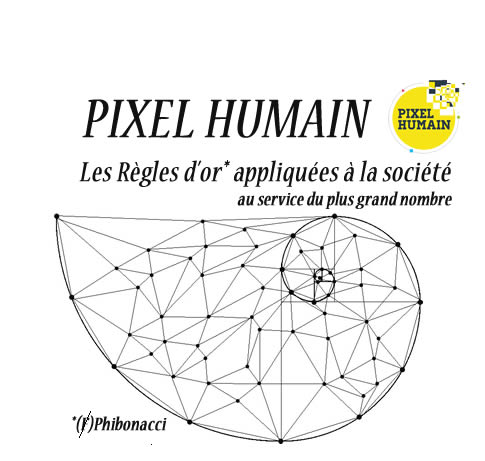 PIXEL HUMAIN
PIXEL
HUMAIN
Les Règles d'or* appliquées à la société
au service du plus grand nombre
*(F)Phibonacci